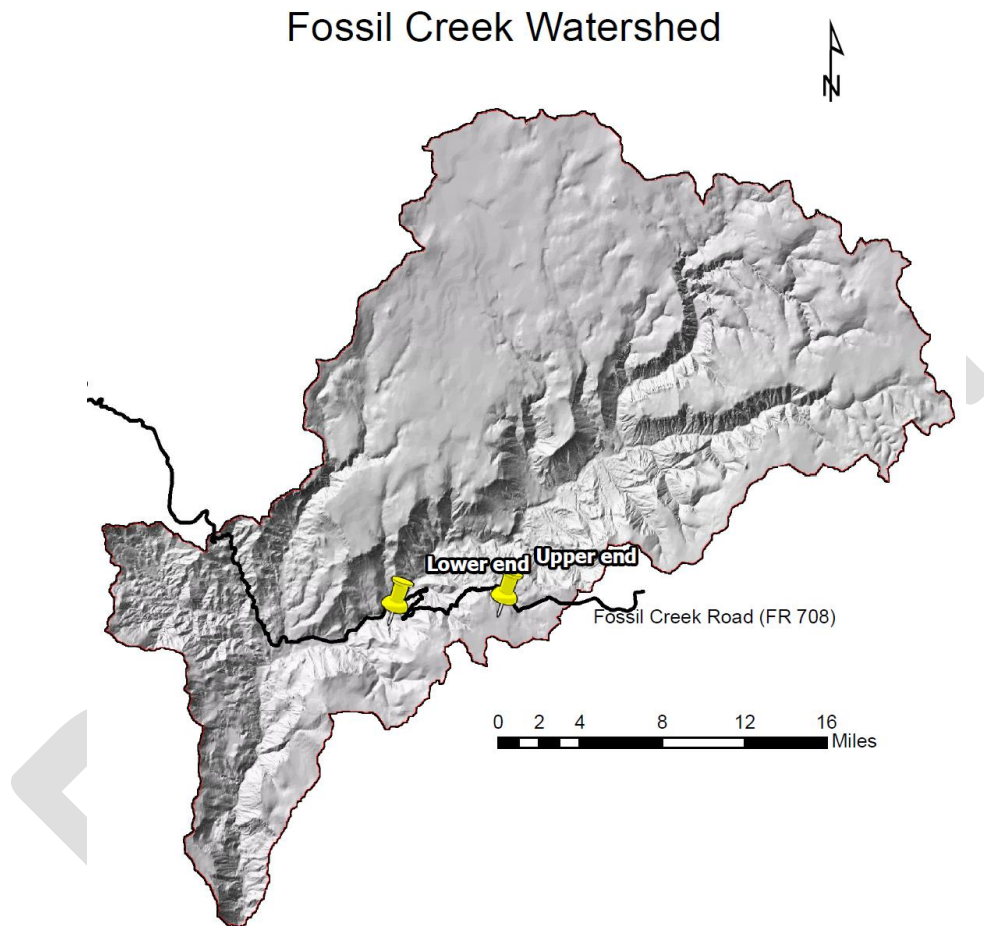 Fossil Creek Watershed
N
Lower end
Upper end
Fossil Creek Road (FR 708)
0 2 4 8 12 16
Miles